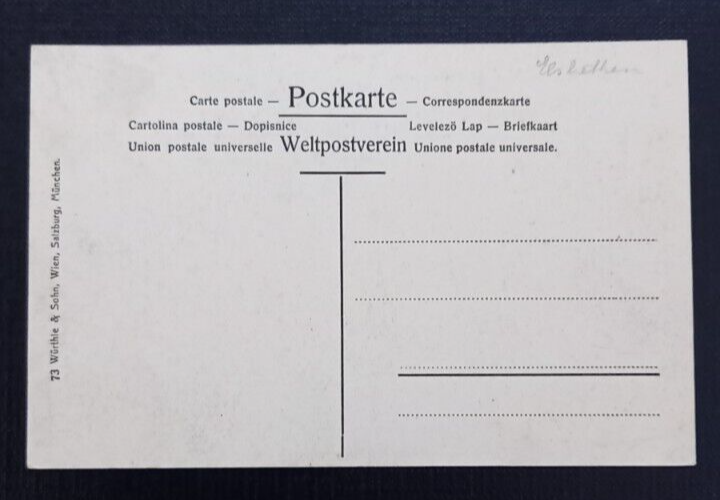 Elsbethen
Carte postale — Postkarte — Correspondenzkarte
Cartolina postale — Dopisnice Levelezö Lap — Briefkaart
Union postale universelle Weltpostverein Unione postale universale.
73 Würthle & Sohn, Wien, Salzburg, München.